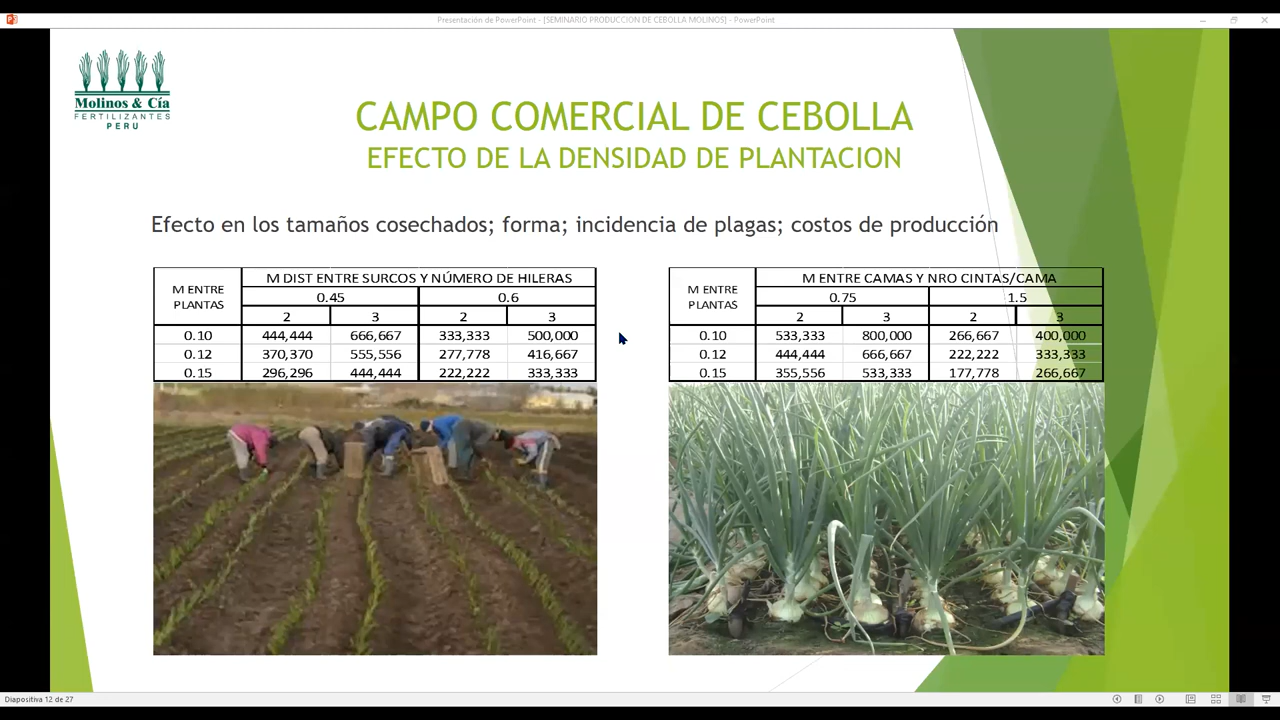 Presentación de PowerPoint - [SEMINARIO PRODUCCION DE CEBOLLA MOLINOS] - PowerPoint
Molinos & Cía
FERTILIZANTES
PERU
CAMPO COMERCIAL DE CEBOLLA
EFECTO DE LA DENSIDAD DE PLANTACION
Efecto en los tamaños cosechados; forma; incidencia de plagas; costos de producción
M ENTRE PLANTAS M DIST ENTRE SURCOS Y NÚMERO DE HILERAS
0.45 0.6
2 3 2 3
0.10 444,444 666,667 333,333 500,000
0.12 370,370 555,556 277,778 416,667
0.15 296,296 444,444 222,222 333,333
M ENTRE PLANTAS M ENTRE CAMAS Y NRO CINTAS/CAMA
0.75 1.5
2 3 2 3
0.10 533,333 800,000 266,667 400,000
0.12 444,444 666,667 222,222 333,333
0.15 355,556 533,333 177,778 266,667
Diapositiva 12 de 27